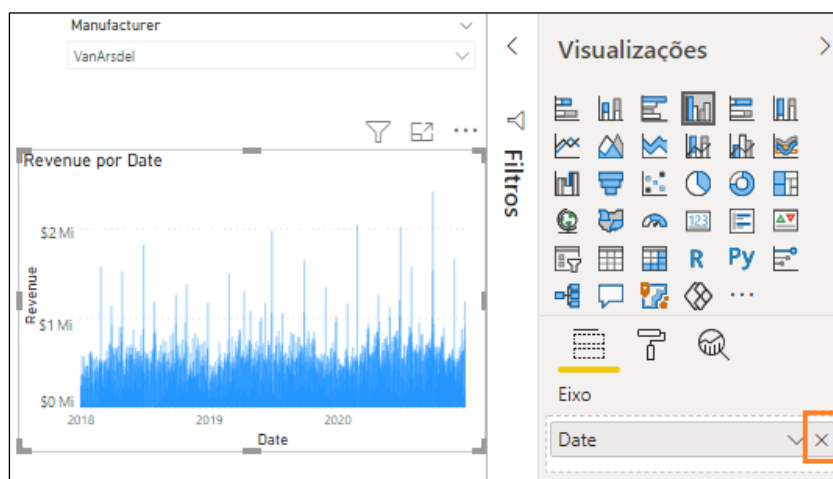 Manufacturer
VanArsdel
Revenue por Date
$2 Mi
$1 Mi
$0 Mi
Revenue
2018 2019 2020
Date
Filtros
Visualizações
123
R Py
Eixo
Date